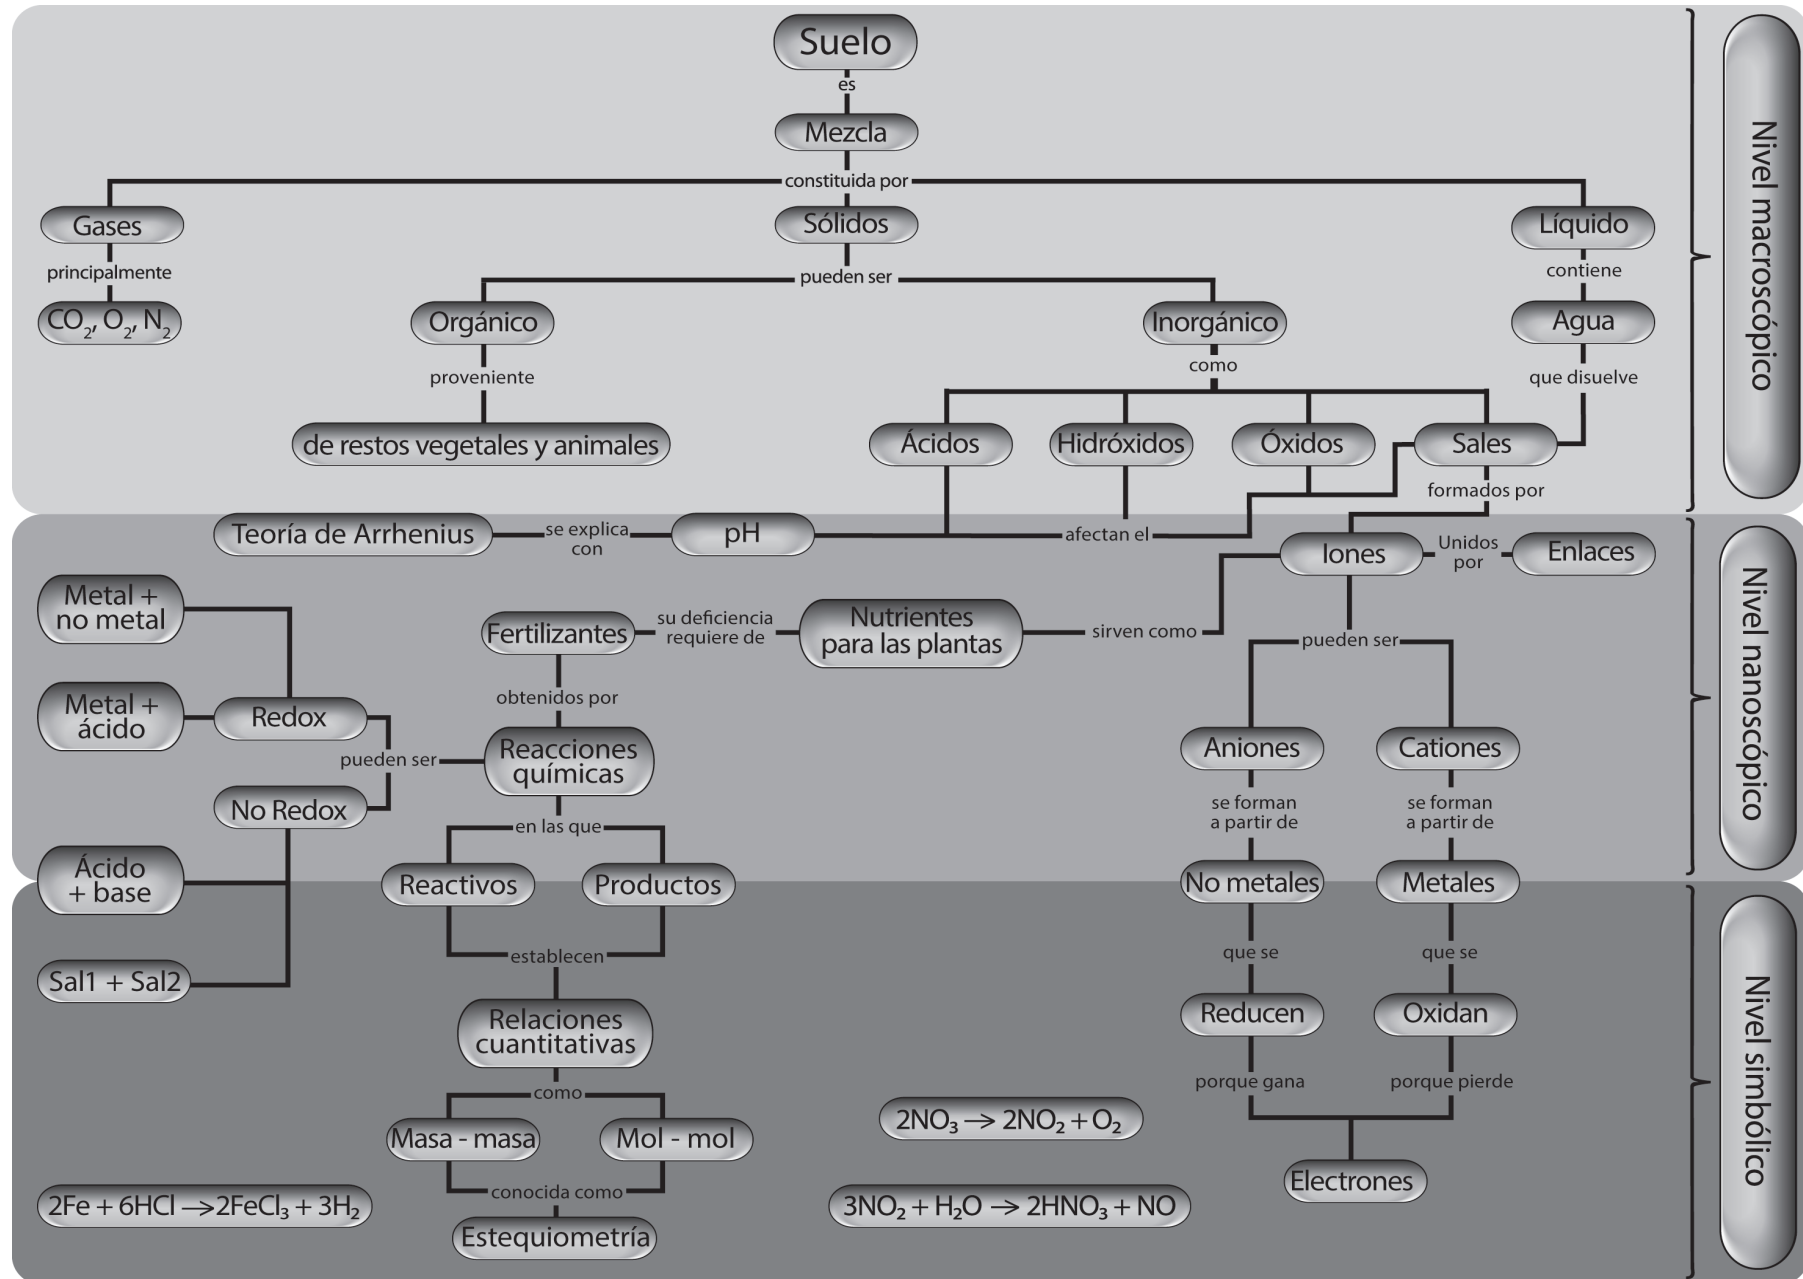 Suelo
es
Mezcla
constituida por
Gases
Sólidos
Líquido
principalmente
pueden ser
contiene
CO₂, O₂, N₂
Orgánico
Inorgánico
Agua
proveniente
como
que disuelve
de restos vegetales y animales
Ácidos
Hidróxidos
Óxidos
Sales
formados por
Nivel macroscópico
Teoría de Arrhenius
se explica
con
pH
afectan el
Iones
Unidos
por
Enlaces
Metal +
no metal
Fertilizantes
su deficiencia
requiere de
Nutrientes
para las plantas
sirven como
pueden ser
obtenidos por
Metal +
ácido
Redox
pueden ser
Reacciones
químicas
Aniones
Cationes
No Redox
en las que
se forman
a partir de
se forman
a partir de
Nivel nanoscópico
Ácido
+ base
Reactivos
Productos
No metales
Metales
establecen
que se
que se
Sal1 + Sal2
Relaciones
cuantitativas
Reducen
Oxidan
como
porque gana
porque pierde
Masa - masa
Mol - mol
2NO₃ → 2NO₂ + O₂
Electrones
conocida como
2Fe + 6HCl → 2FeCl₃ + 3H₂
Estequiometría
3NO₂ + H₂O → 2HNO₃ + NO
Nivel simbólico